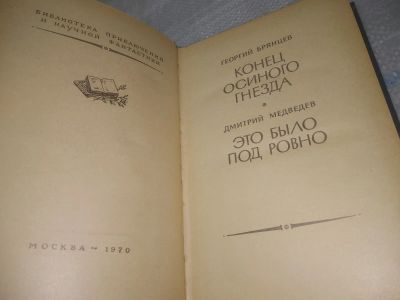 БИБЛИОТЕКА ПРИКЛЮЧЕНИЙ
И НАУЧНОЙ ФАНТАСТИКИ
МОСКВА ~ 1970
ГЕОРГИЙ БРЯНЦЕВ
КОНЕЦ
ОСИНОГО
ГНЕЗДА
ДМИТРИЙ МЕДВЕДЕВ
ЭТО БЫЛО
ПОД РОВНО